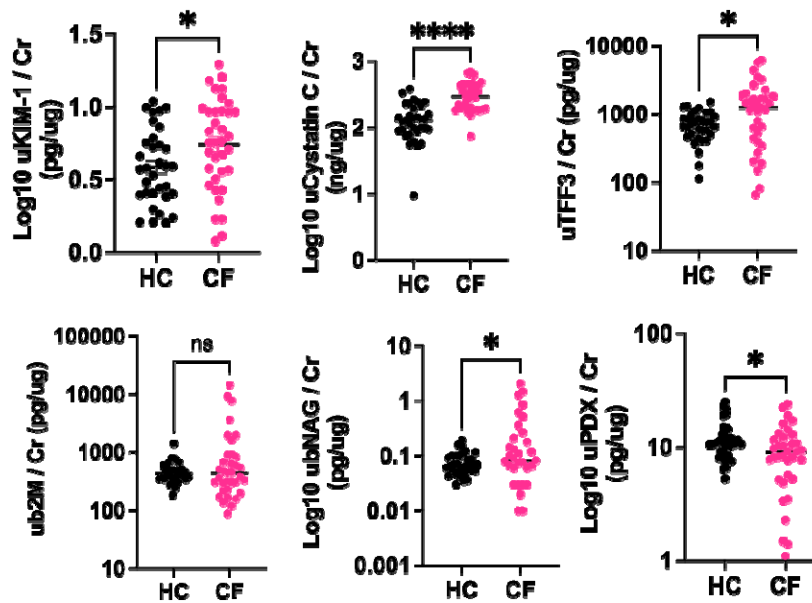 Log10 uKIM-1 / Cr
(pg/ug)
1.5
1.0
0.5
0.0
*
HC CF
Log10 uCystatin C / Cr
(ng/ug)
3
2
1
0
****
HC CF
uTFF3 / Cr (pg/ug)
10000
1000
100
10
*
HC CF
ub2M / Cr (pg/ug)
100000
10000
1000
100
10
ns
HC CF
Log10 ubNAG / Cr
(pg/ug)
10
1
0.1
0.01
0.001
*
HC CF
Log10 uPDX / Cr
(pg/ug)
10
10
1
*
HC CF